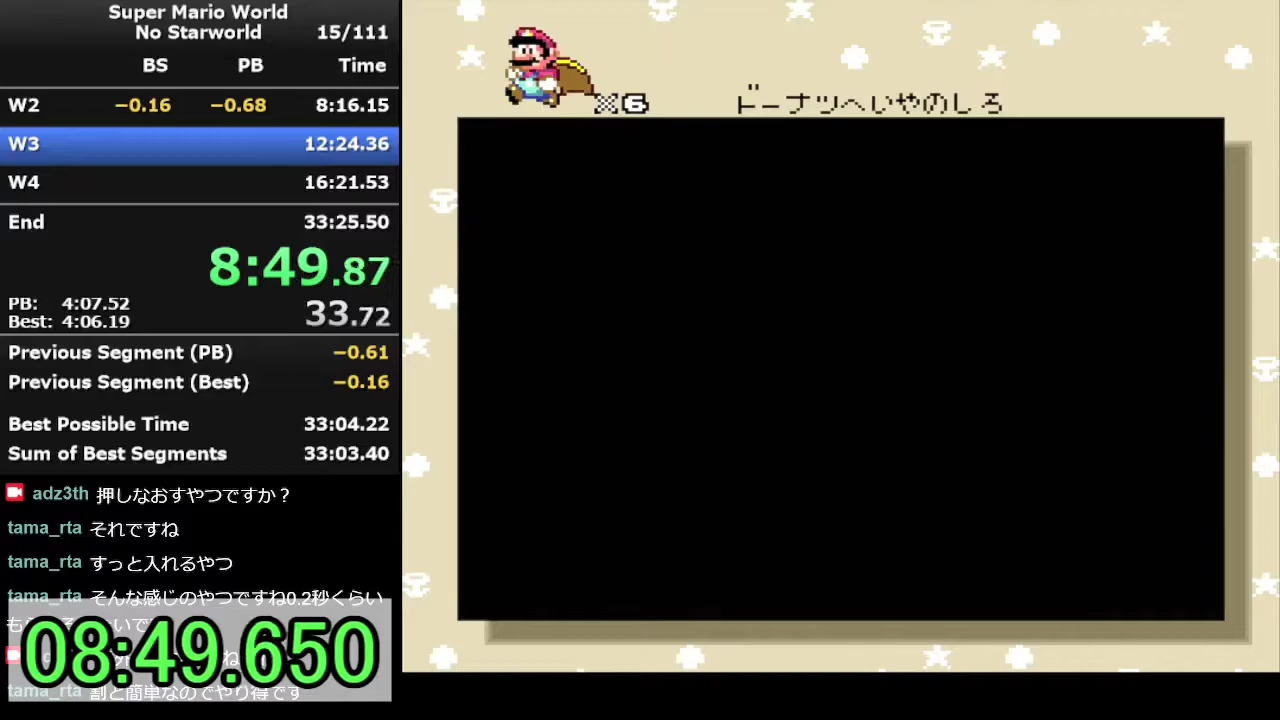 Super Mario World
No Starworld 15/111
BS PB Time
W2 −0.16 −0.68 8:16.15
W3 12:24.36
W4 16:21.53
End 33:25.50
8:49.87
PB: 4:07.52
Best: 4:06.19
33.72
Previous Segment (PB) −0.61
Previous Segment (Best) −0.16
Best Possible Time 33:04.22
Sum of Best Segments 33:03.40
adz3th 押しなおすやつですか？
tama_rta それですね
tama_rta すっと入れるやつ
tama_rta そんな感じのやつですね0.2秒くらい
08:49.650
tama_rta 割と簡単なのでやり得です
×6 ドーナツへいやのしろ